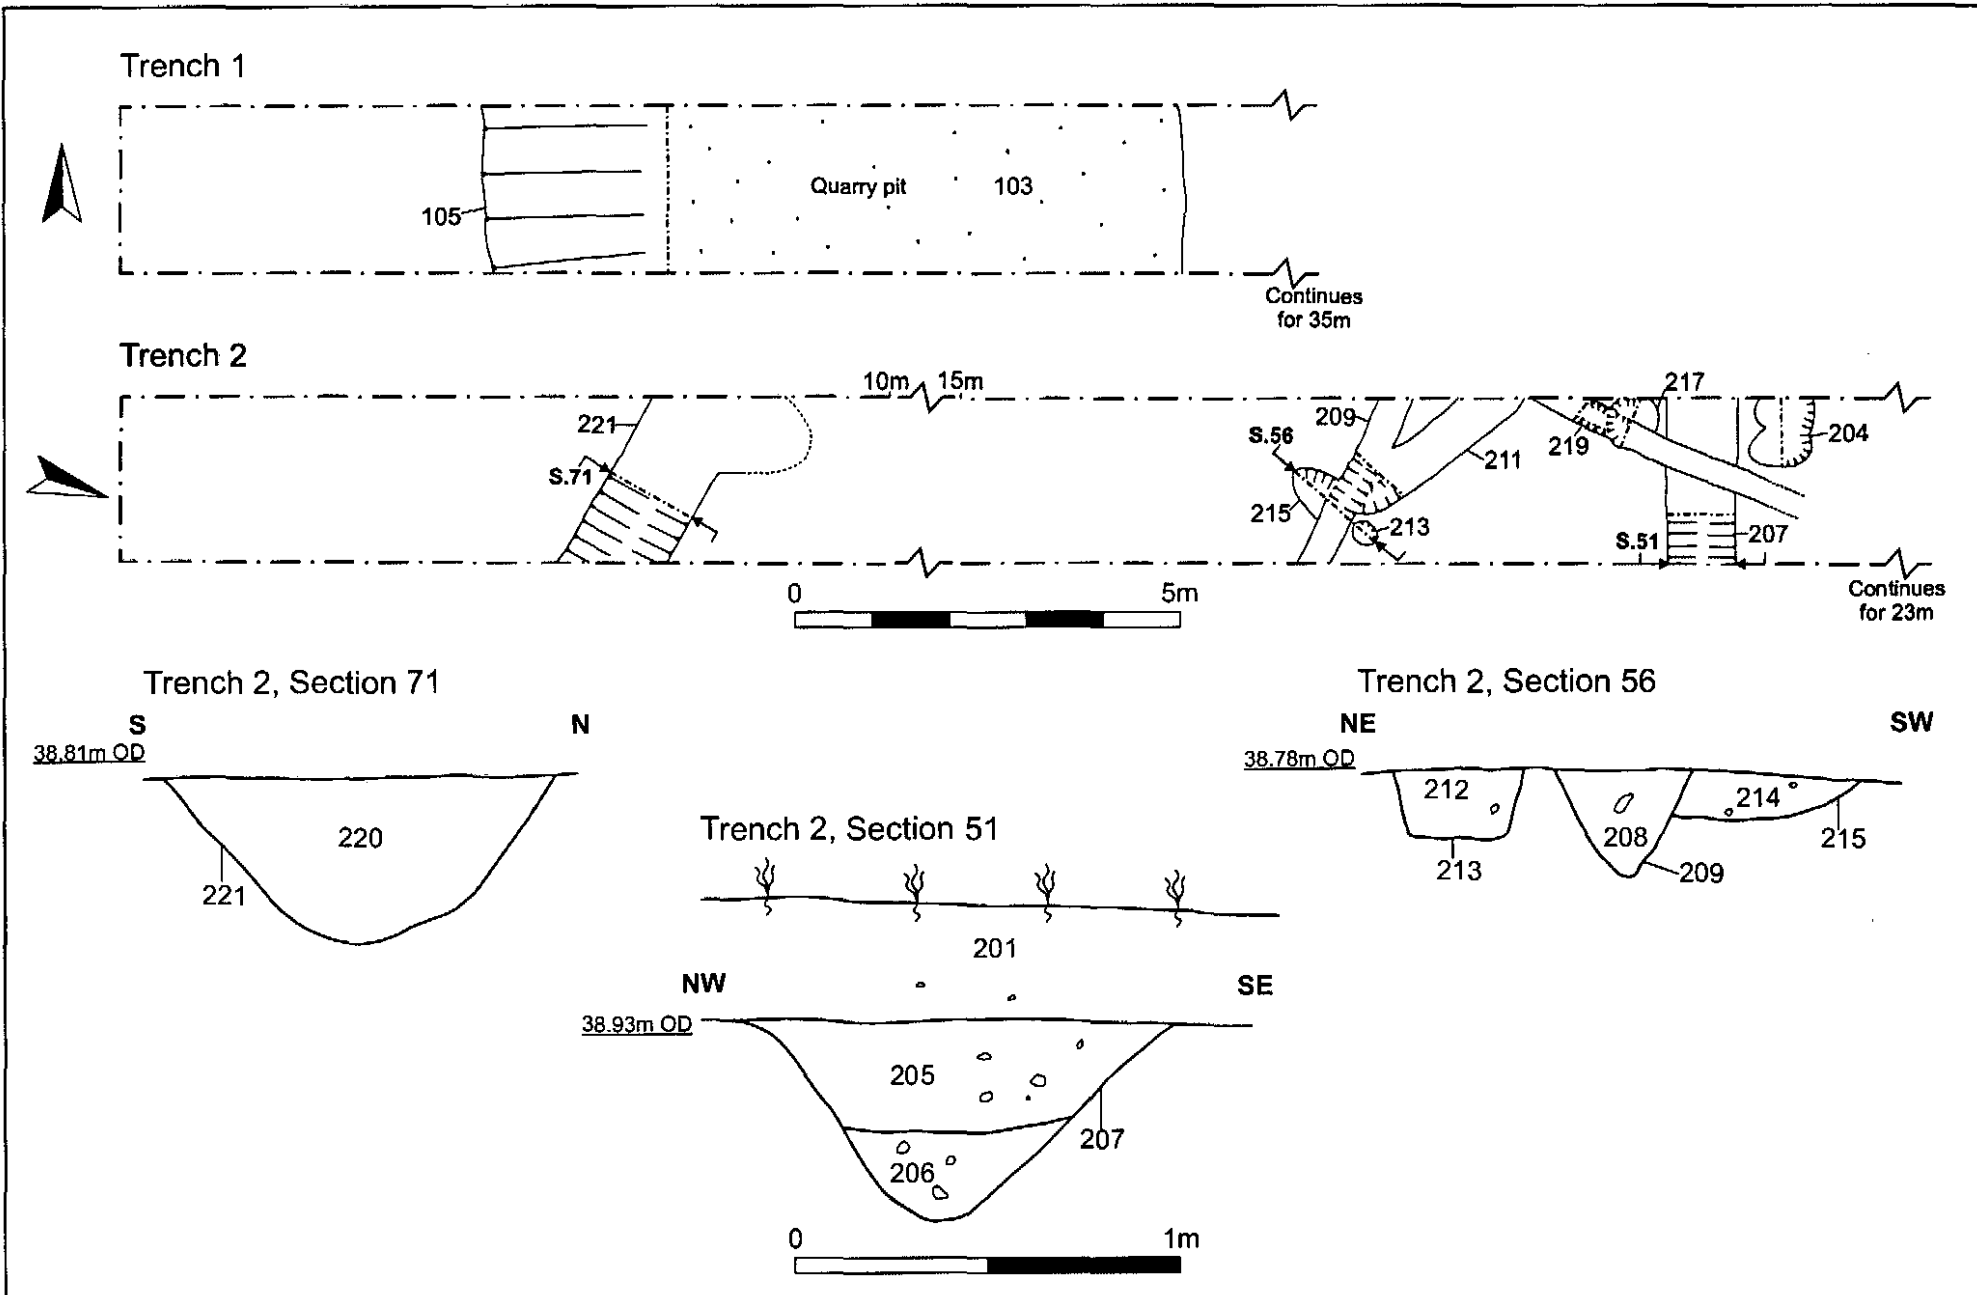 Trench 1
105
Quarry pit 103
Continues
for 35m
Trench 2
10m 15m
221
S.71
209
S.56
215
213
211
219
217
204
S.51
207
Continues
for 23m
0 5m
Trench 2, Section 71
S N
38.81m OD
220
221
Trench 2, Section 51
201
NW SE
38.93m OD
205
206
207
0 1m
Trench 2, Section 56
NE SW
38.78m OD
212
213
208
209
214
215